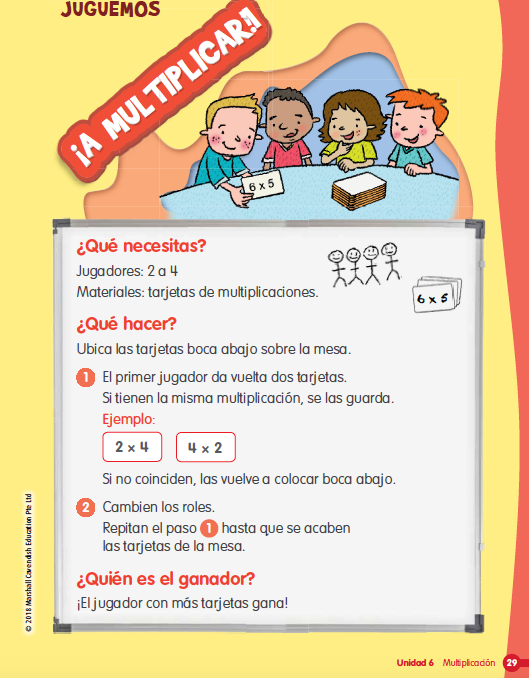 JUGUEMOS
¡A MULTIPLICAR!
6 x 5
¿Qué necesitas?
Jugadores: 2 a 4
Materiales: tarjetas de multiplicaciones.
6 x 5
¿Qué hacer?
Ubica las tarjetas boca abajo sobre la mesa.
1 El primer jugador da vuelta dos tarjetas.
Si tienen la misma multiplicación, se las guarda.
Ejemplo:
2 x 4 4 x 2
Si no coinciden, las vuelve a colocar boca abajo.
2 Cambien los roles.
Repitan el paso 1 hasta que se acaben
las tarjetas de la mesa.
¿Quién es el ganador?
¡El jugador con más tarjetas gana!
© 2018 Marshall Cavendish Education Pte Ltd
Unidad 6 Multiplicación 29